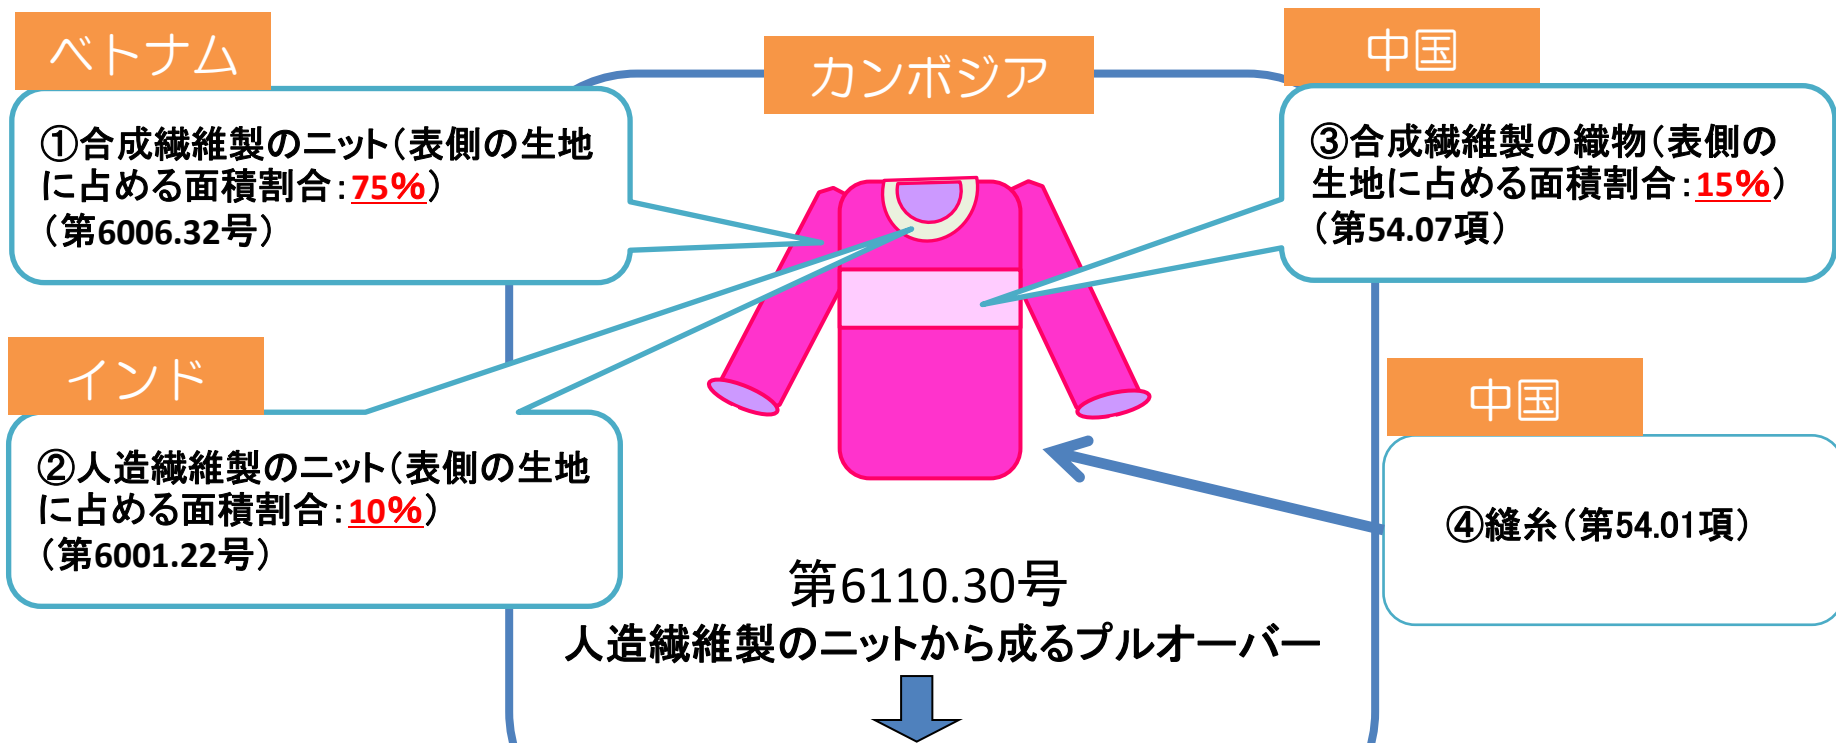 ベトナム
①合成繊維製のニット（表側の生地
に占める面積割合：75％）
（第6006.32号）
カンボジア
中国
③合成繊維製の織物（表側の
生地に占める面積割合：15％）
（第54.07項）
インド
②人造繊維製のニット（表側の生地
に占める面積割合：10％）
（第6001.22号）
中国
④縫糸（第54.01項）
第6110.30号
人造繊維製のニットから成るプルオーバー